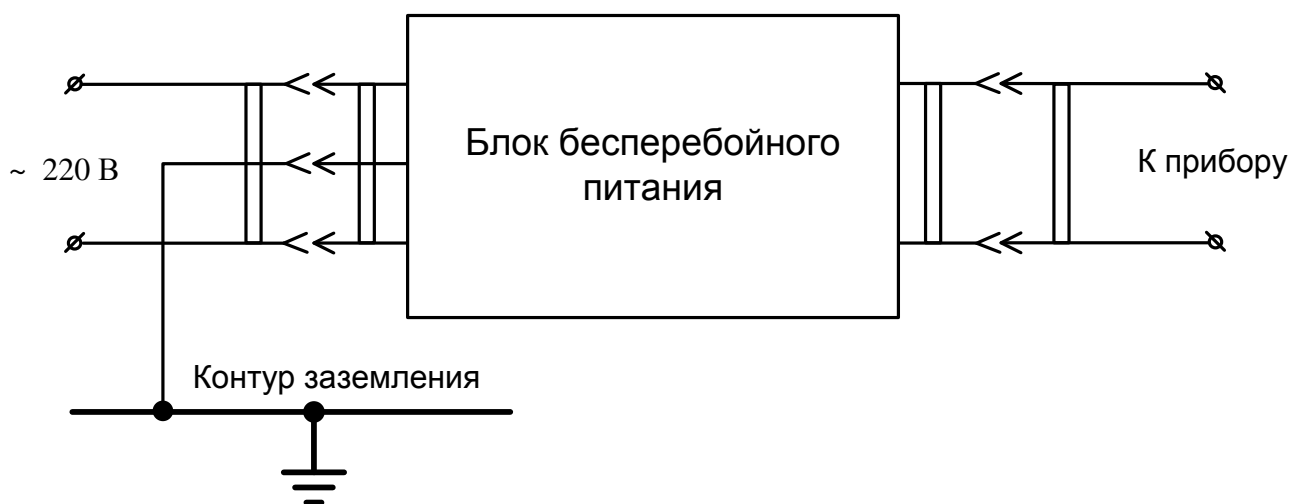 Блок бесперебойного
питания
~ 220 В
К прибору
Контур заземления